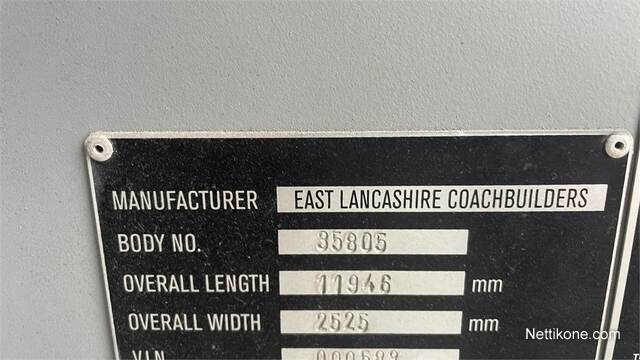 MANUFACTURER EAST LANCASHIRE COACHBUILDERS
BODY NO. 35805
OVERALL LENGTH 11946 mm
OVERALL WIDTH 2525 mm
V.I.N.
Nettikone.com